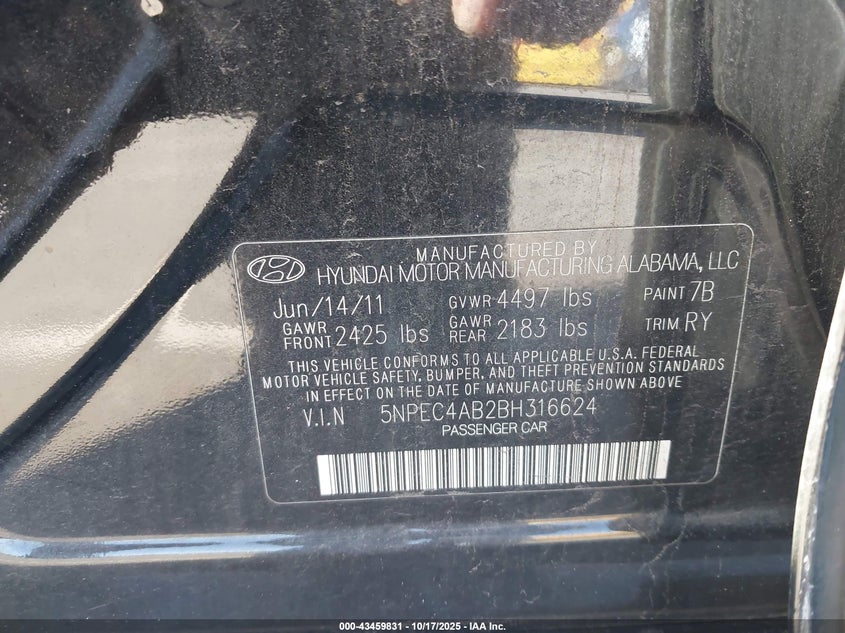 MANUFACTURED BY
HYUNDAI MOTOR MANUFACTURING ALABAMA, LLC
Jun/14/11 GVWR 4497 lbs PAINT 7B
GAWR FRONT 2425 lbs GAWR REAR 2183 lbs TRIM RY
THIS VEHICLE CONFORMS TO ALL APPLICABLE U.S.A. FEDERAL
MOTOR VEHICLE SAFETY, BUMPER, AND THEFT PREVENTION STANDARDS
IN EFFECT ON THE DATE OF MANUFACTURE SHOWN ABOVE
V.I.N 5NPEC4AB2BH316624
PASSENGER CAR
000-43459831 - 10/17/2025 - IAA Inc.